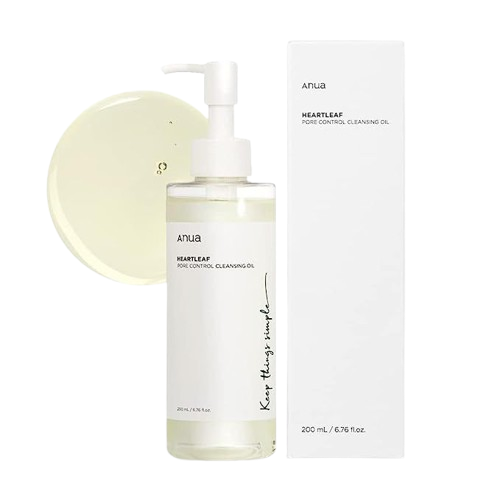 Anua
HEARTLEAF
PORE CONTROL CLEANSING OIL
Keep things simple
200 mL / 6.76 fl.oz.
Anua
HEARTLEAF
PORE CONTROL CLEANSING OIL
200 mL / 6.76 fl.oz.